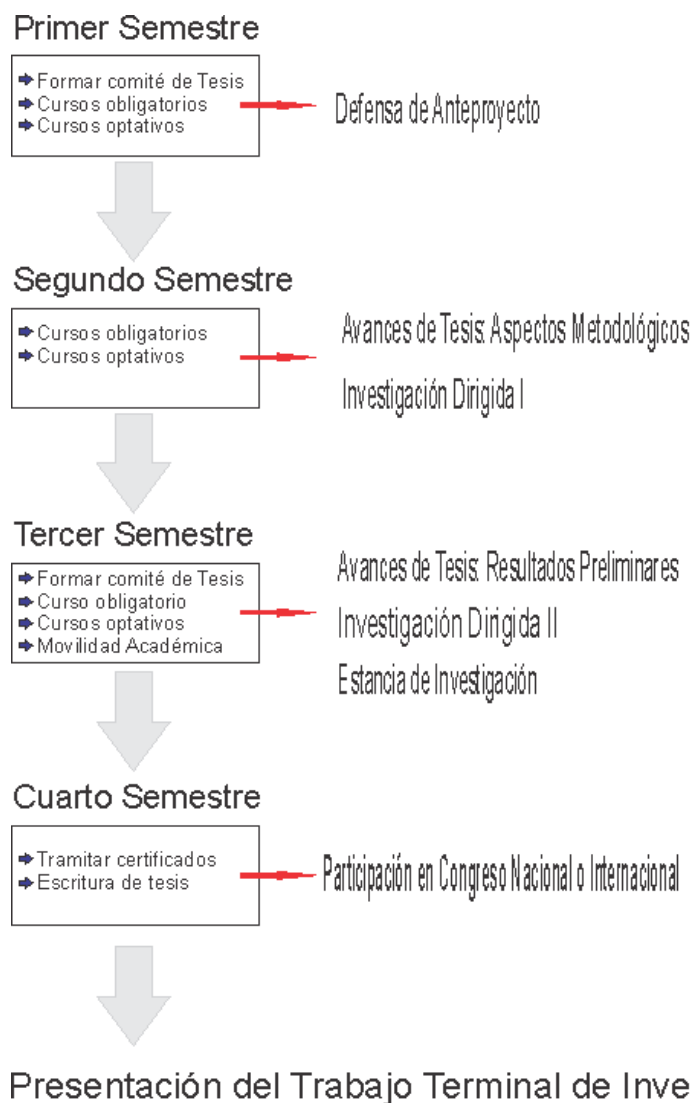 Primer Semestre
Formar comité de Tesis
Cursos obligatorios
Cursos optativos
Defensa de Anteproyecto
Segundo Semestre
Cursos obligatorios
Cursos optativos
Avances de Tesis: Aspectos Metodológicos
Investigación Dirigida I
Tercer Semestre
Formar comité de Tesis
Curso obligatorio
Cursos optativos
Movilidad Académica
Avances de Tesis: Resultados Preliminares
Investigación Dirigida II
Estancia de Investigación
Cuarto Semestre
Tramitar certificados
Escritura de tesis
Participación en Congreso Nacional o Internacional
Presentación del Trabajo Terminal de Inve